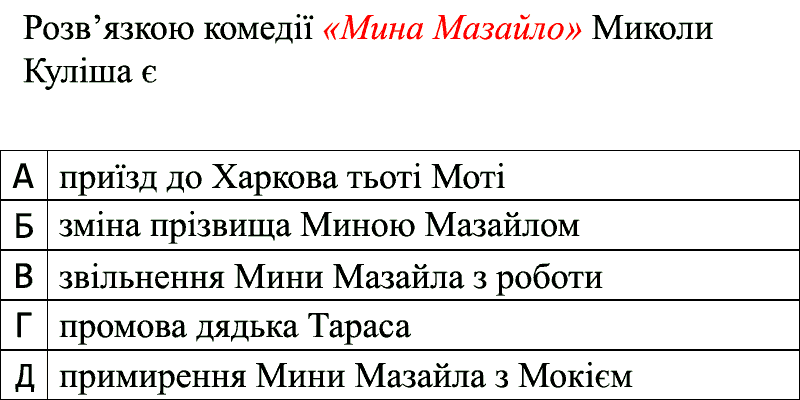 Розв’язкою комедії «Мина Мазайло» Миколи
Куліша є
А приїзд до Харкова тьоті Моті
Б зміна прізвища Миною Мазайлом
В звільнення Мини Мазайла з роботи
Г промова дядька Тараса
Д примирення Мини Мазайла з Мокієм